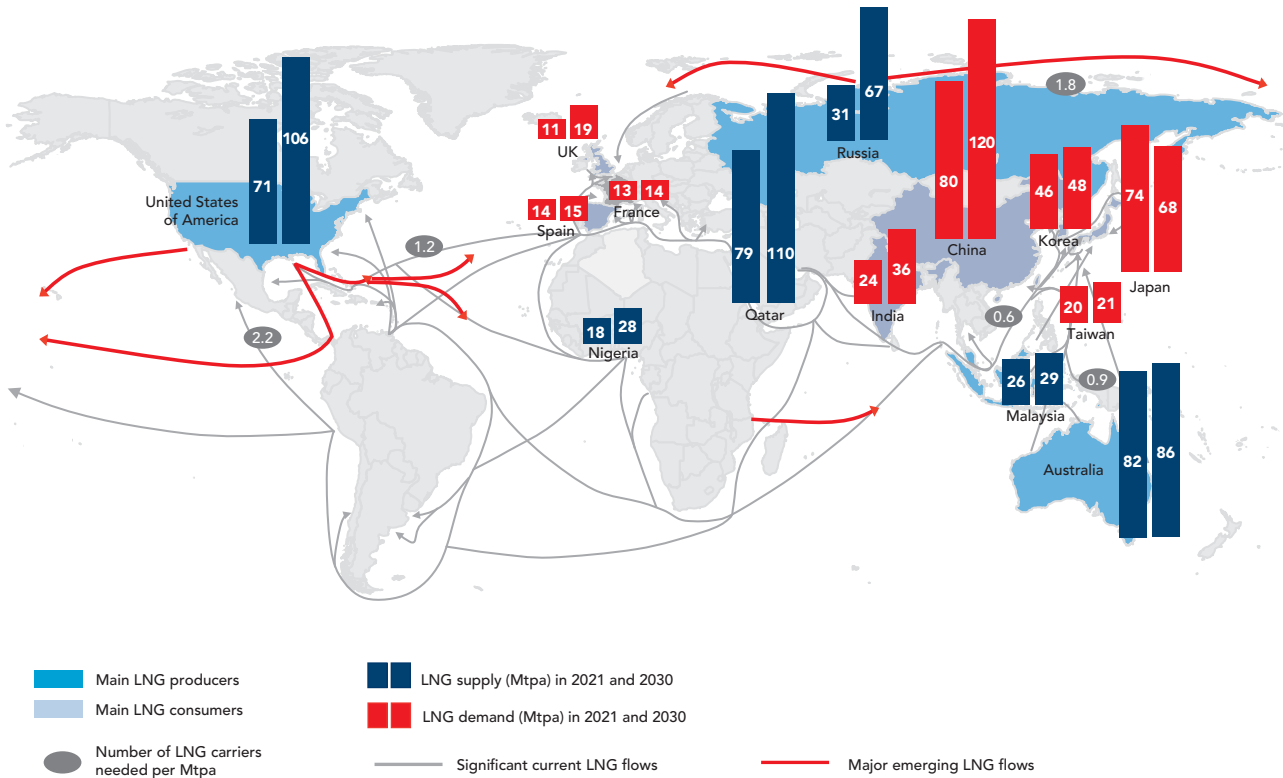 71
106
United States
of America
11
19
UK
13
14
France
14
15
Spain
18
28
Nigeria
79
110
Qatar
31
67
Russia
1.8
80
120
China
46
48
Korea
74
68
Japan
24
36
India
20
21
Taiwan
26
29
Malaysia
82
86
Australia
1.2
2.2
0.6
0.9
Main LNG producers
Main LNG consumers
Number of LNG carriers
needed per Mtpa
LNG supply (Mtpa) in 2021 and 2030
LNG demand (Mtpa) in 2021 and 2030
Significant current LNG flows
Major emerging LNG flows